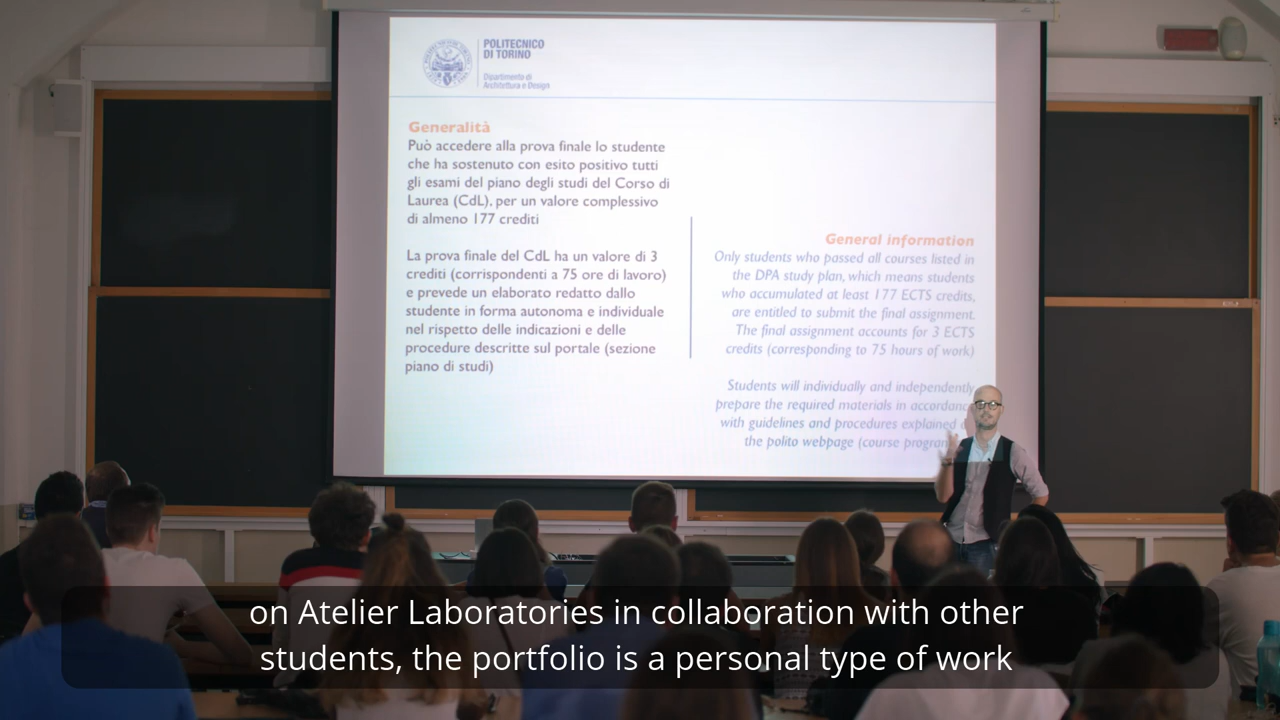 POLITECNICO
DI TORINO
Dipartimento di
Architettura e Design
Generalità
Può accedere alla prova finale lo studente
che ha sostenuto con esito positivo tutti
gli esami del piano degli studi del Corso di
Laurea (CdL), per un valore complessivo
di almeno 177 crediti
La prova finale del CdL ha un valore di 3
crediti (corrispondenti a 75 ore di lavoro)
e prevede un elaborato redatto dallo
studente in forma autonoma e individuale
nel rispetto delle indicazioni e delle
procedure descritte sul portale (sezione
piano di studi)
General information
Only students who passed all courses listed in
the DPA study plan, which means students
who accumulated at least 177 ECTS credits,
are entitled to submit the final assignment.
The final assignment accounts for 3 ECTS
credits (corresponding to 75 hours of work)
Students will individually and independently
prepare the required materials in
with guidelines and procedures explained
the polito webpage (course
on Atelier Laboratories in collaboration with other
students, the portfolio is a personal type of work